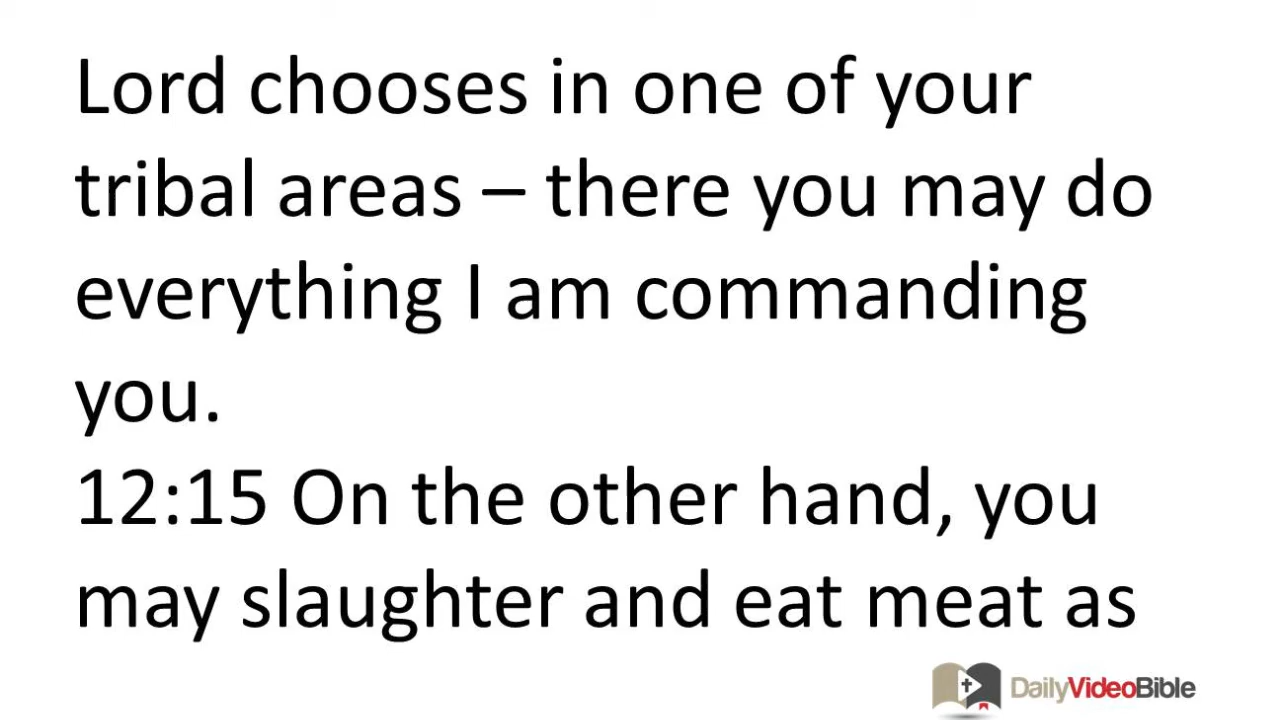 Lord chooses in one of your
tribal areas – there you may do
everything I am commanding
you.
12:15 On the other hand, you
may slaughter and eat meat as
DailyVideoBible